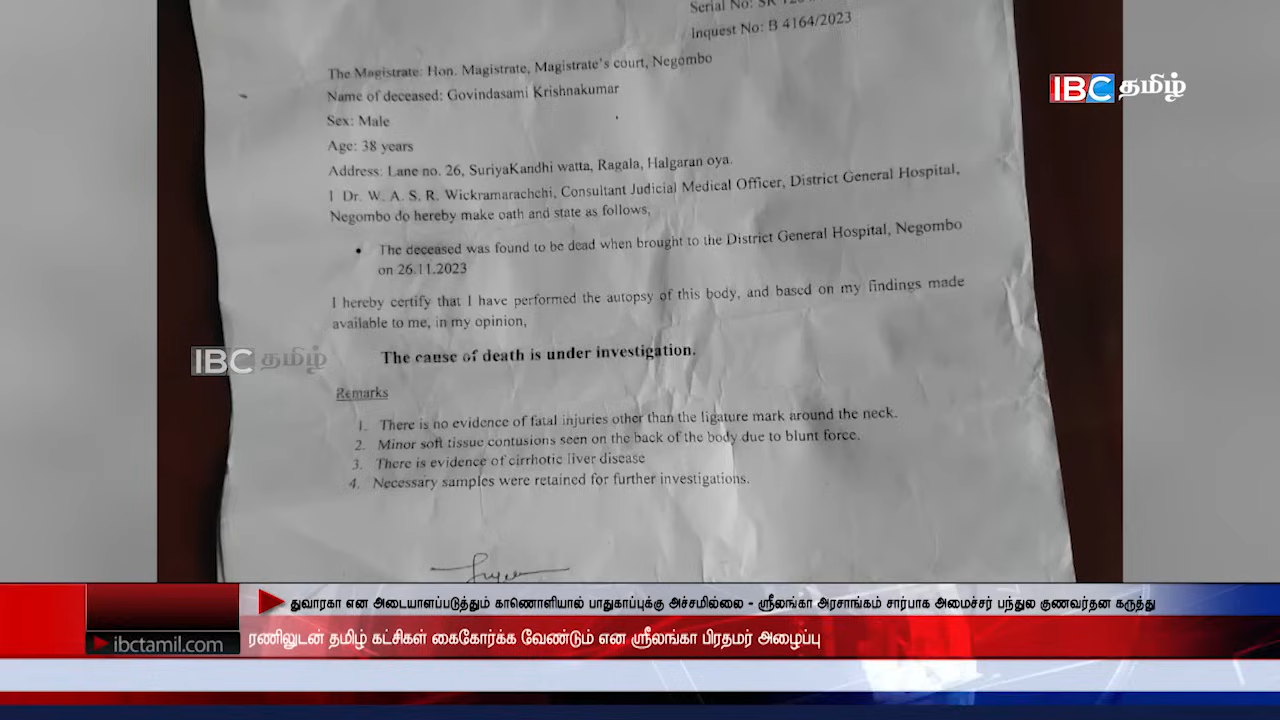 Serial No: SR
Inquest No: B 4164/2023
IBC தமிழ்
The Magistrate: Hon. Magistrate, Magistrate's court, Negombo
Name of deceased: Govindasami Krishnakumar
Sex: Male
Age: 38 years
Address: Lane no. 26, SuriyaKandhi watta, Ragala, Halgaran oya.
I Dr. W. A. S. R. Wickramarachchi, Consultant Judicial Medical Officer, District General Hospital,
Negombo do hereby make oath and state as follows,
• The deceased was found to be dead when brought to the District General Hospital, Negombo
on 26.11.2023
I hereby certify that I have performed the autopsy of this body, and based on my findings made
available to me, in my opinion,
The cause of death is under investigation.
IBC தமிழ்
Remarks
1. There is no evidence of fatal injuries other than the ligature mark around the neck.
2. Minor soft tissue contusions seen on the back of the body due to blunt force.
3. There is evidence of cirrhotic liver disease
4. Necessary samples were retained for further investigations.
துவாரகா என அடையாளப்படுத்தும் காணொளியால் பாதுகாப்புக்கு அச்சமில்லை - ஸ்ரீலங்கா அரசாங்கம் சார்பாக அமைச்சர் பந்துல குணவர்தன கருத்து
ibctamil.com
ரணிலுடன் தமிழ் கட்சிகள் கைகோர்க்க வேண்டும் என ஸ்ரீலங்கா பிரதமர் அழைப்பு